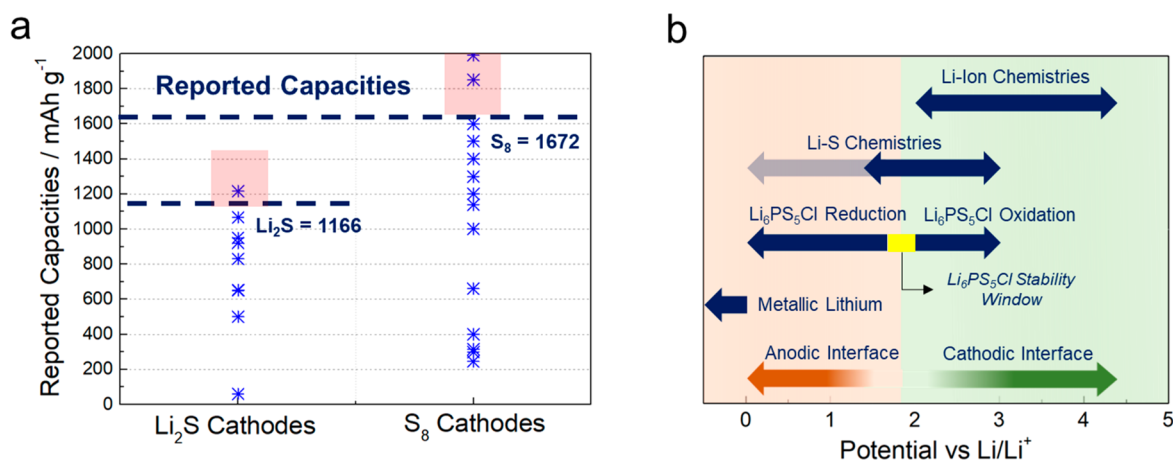 a
Reported Capacities / mAh g⁻¹
2000
1800
1600
1400
1200
1000
800
600
400
200
0
Reported Capacities
S₈ = 1672
Li₂S = 1166
Li₂S Cathodes
S₈ Cathodes
b
Li-Ion Chemistries
Li-S Chemistries
Li₆PS₅Cl Reduction
Li₆PS₅Cl Oxidation
Li₆PS₅Cl Stability
Window
Metallic Lithium
Anodic Interface
Cathodic Interface
0
1
2
3
4
5
Potential vs Li/Li⁺